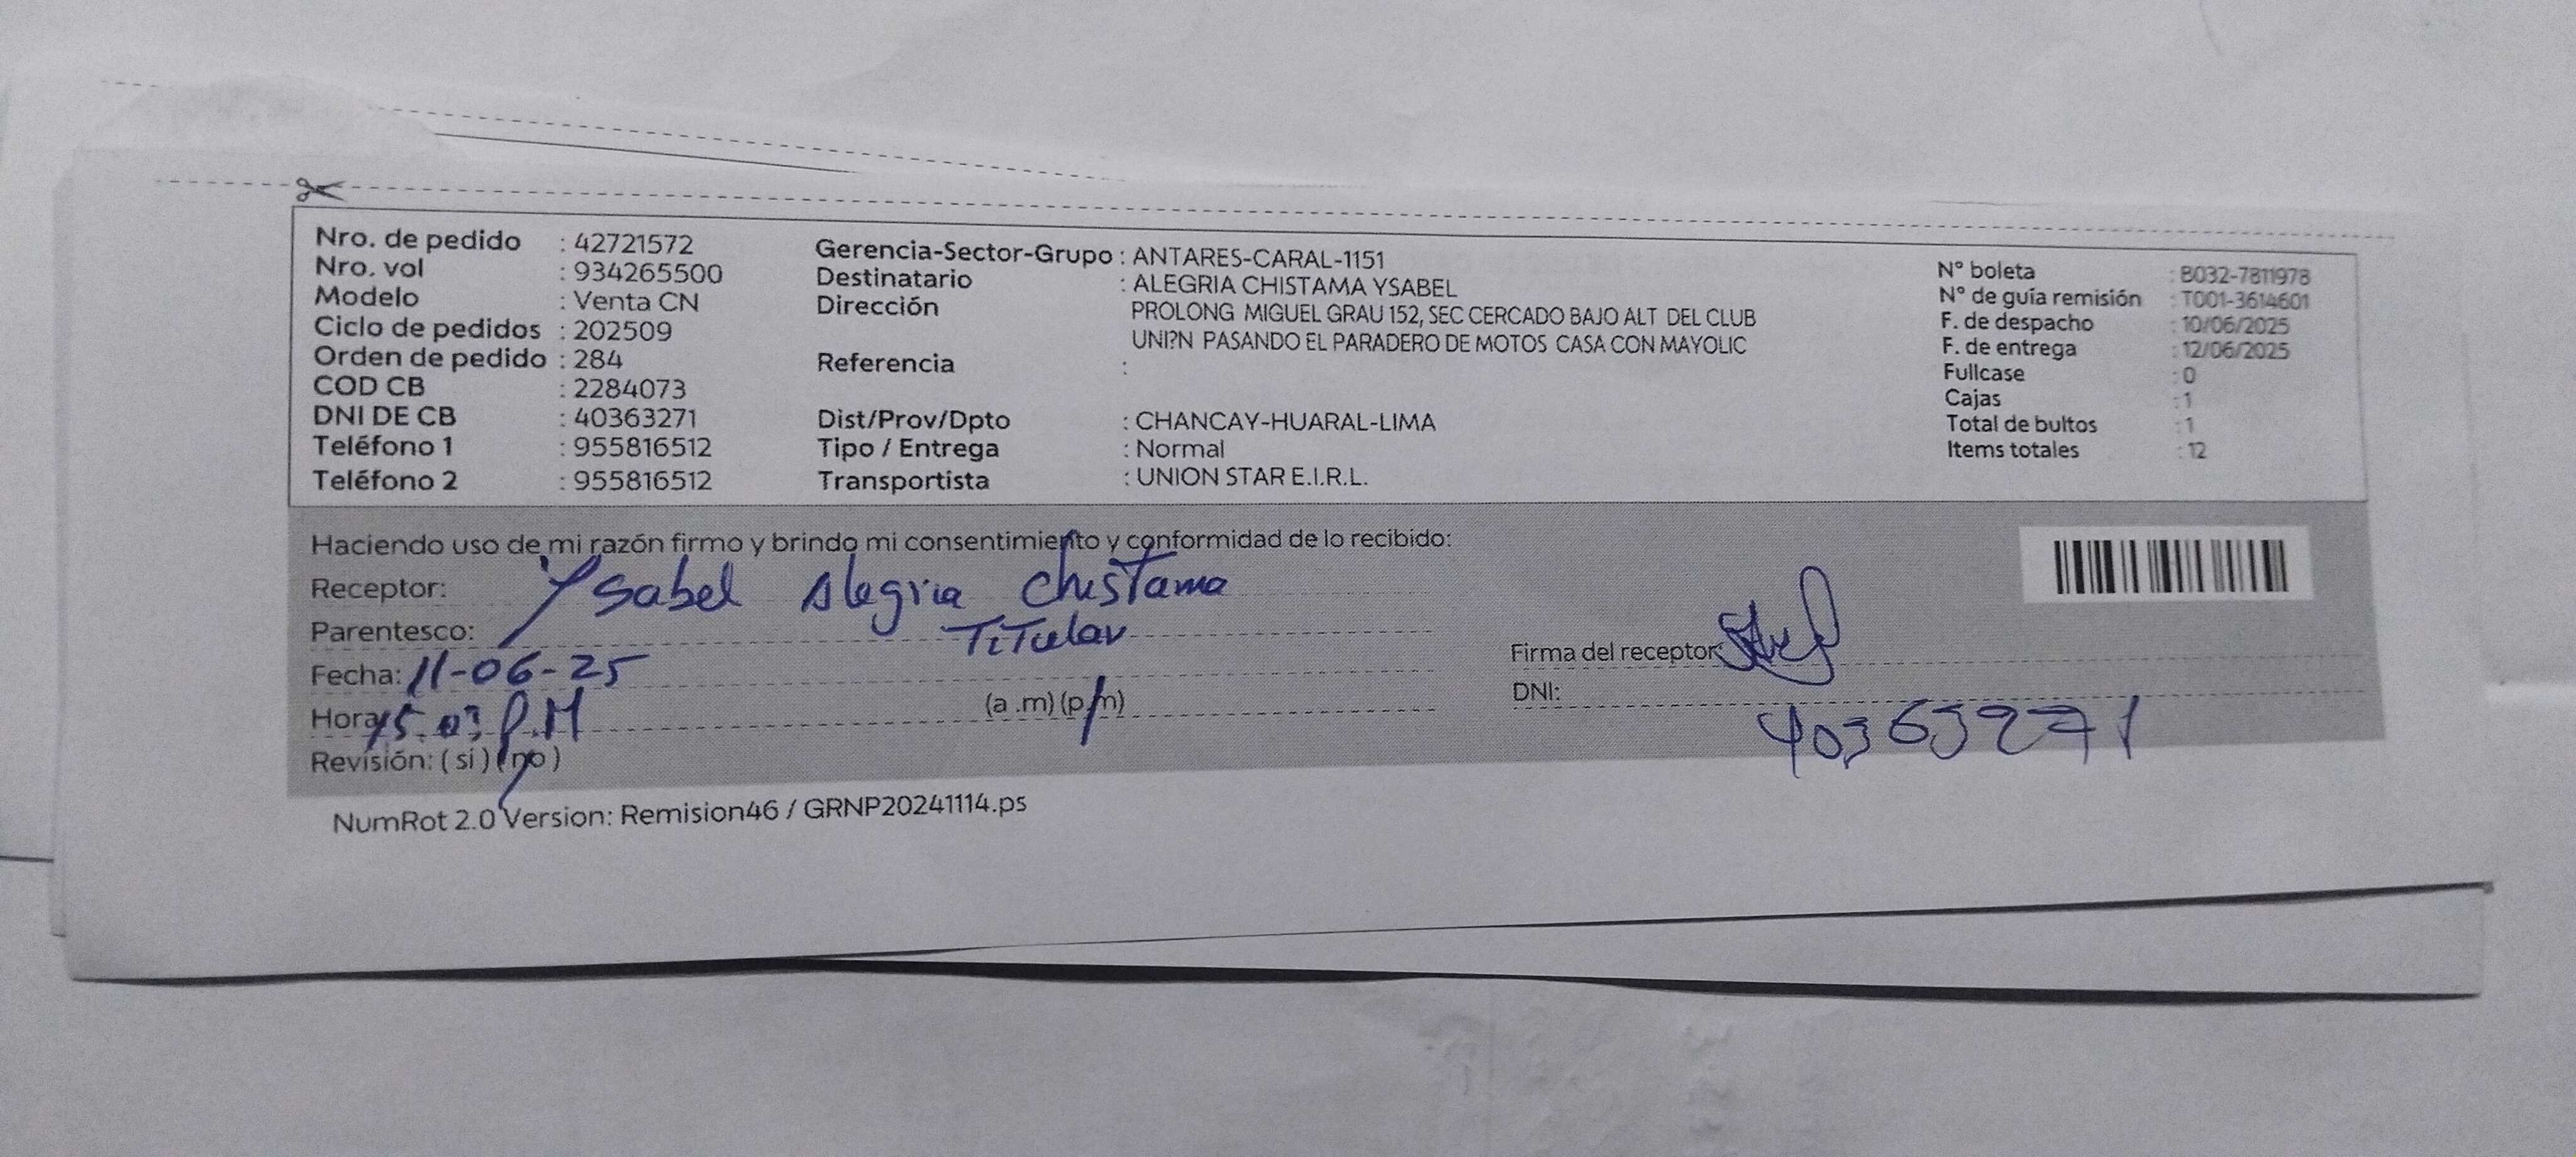 Nro. de pedido : 42721572
Nro. vol : 934265500
Modelo : Venta CN
Ciclo de pedidos : 202509
Orden de pedido : 284
COD CB : 2284073
DNI DE CB : 40363271
Teléfono 1 : 955816512
Teléfono 2 : 955816512
Gerencia-Sector-Grupo : ANTARES-CARAL-1151
Destinatario : ALEGRIA CHISTAMA YSABEL
Dirección PROLONG MIGUEL GRAU 152, SEC CERCADO BAJO ALT DEL CLUB
UNI?N PASANDO EL PARADERO DE MOTOS CASA CON MAYOLIC
Referencia :
Dist/Prov/Dpto : CHANCAY-HUARAL-LIMA
Tipo / Entrega : Normal
Transportista : UNION STAR E.I.R.L.
N° boleta : B032-7811978
N° de guía remisión : T001-3614601
F. de despacho : 10/06/2025
F. de entrega : 12/06/2025
Fullcase : 0
Cajas : 1
Total de bultos : 1
Items totales : 12
Haciendo uso de mi razón firmo y brindo mi consentimiento y conformidad de lo recibido:
Receptor: Ysabel Alegria Chistama
Parentesco: Titular
Fecha: 11-06-25
Hora: P.M (a .m) (p.m)
Revisión: ( si ) ( no )
Firma del receptor:
DNI: 40363271
NumRot 2.0 Version: Remision46 / GRNP20241114.ps